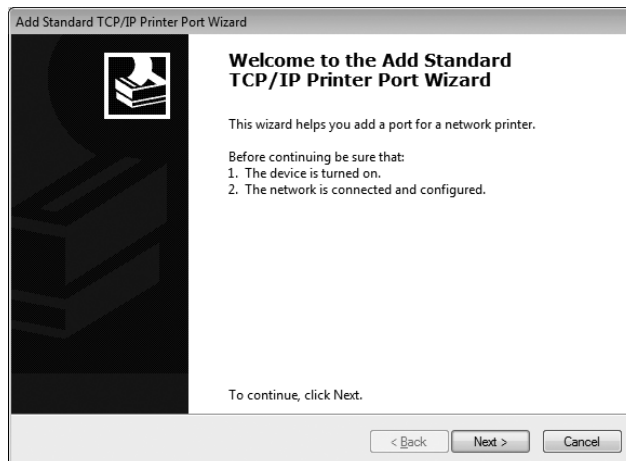 Add Standard TCP/IP Printer Port Wizard
Welcome to the Add Standard
TCP/IP Printer Port Wizard
This wizard helps you add a port for a network printer.
Before continuing be sure that:
1. The device is turned on.
2. The network is connected and configured.
To continue, click Next.
< Back
Next >
Cancel